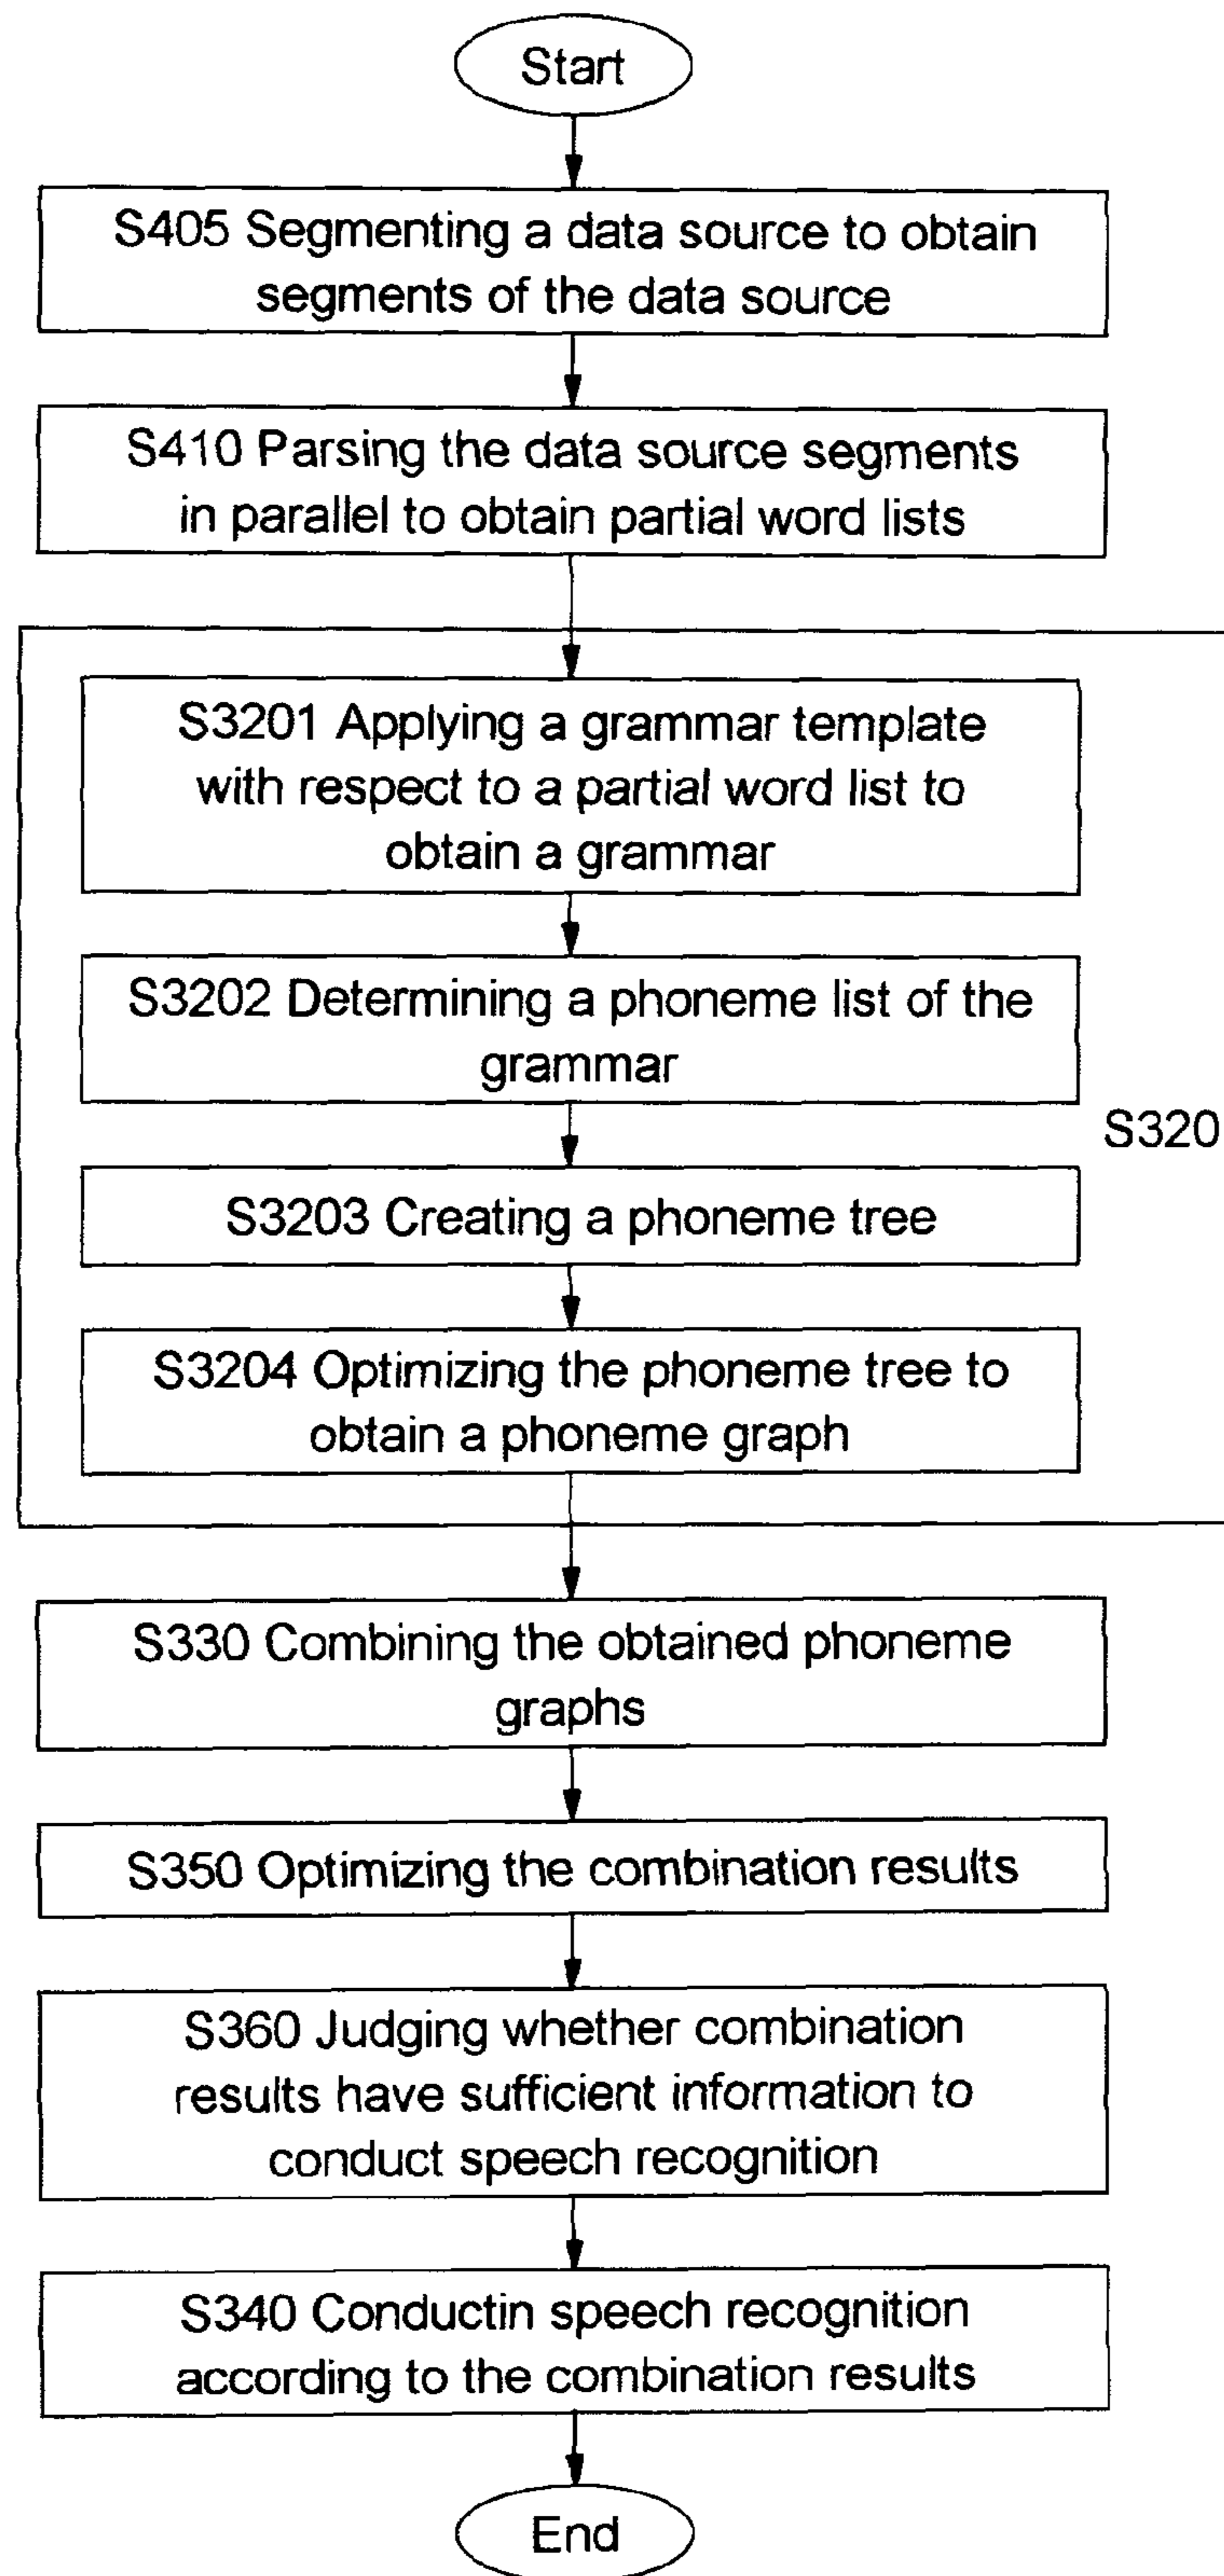 Start
S405 Segmenting a data source to obtain
segments of the data source
S410 Parsing the data source segments
in parallel to obtain partial word lists
S3201 Applying a grammar template
with respect to a partial word list to
obtain a grammar
S3202 Determining a phoneme list of the
grammar
S320
S3203 Creating a phoneme tree
S3204 Optimizing the phoneme tree to
obtain a phoneme graph
S330 Combining the obtained phoneme
graphs
S350 Optimizing the combination results
S360 Judging whether combination
results have sufficient information to
conduct speech recognition
S340 Conductin speech recognition
according to the combination results
End